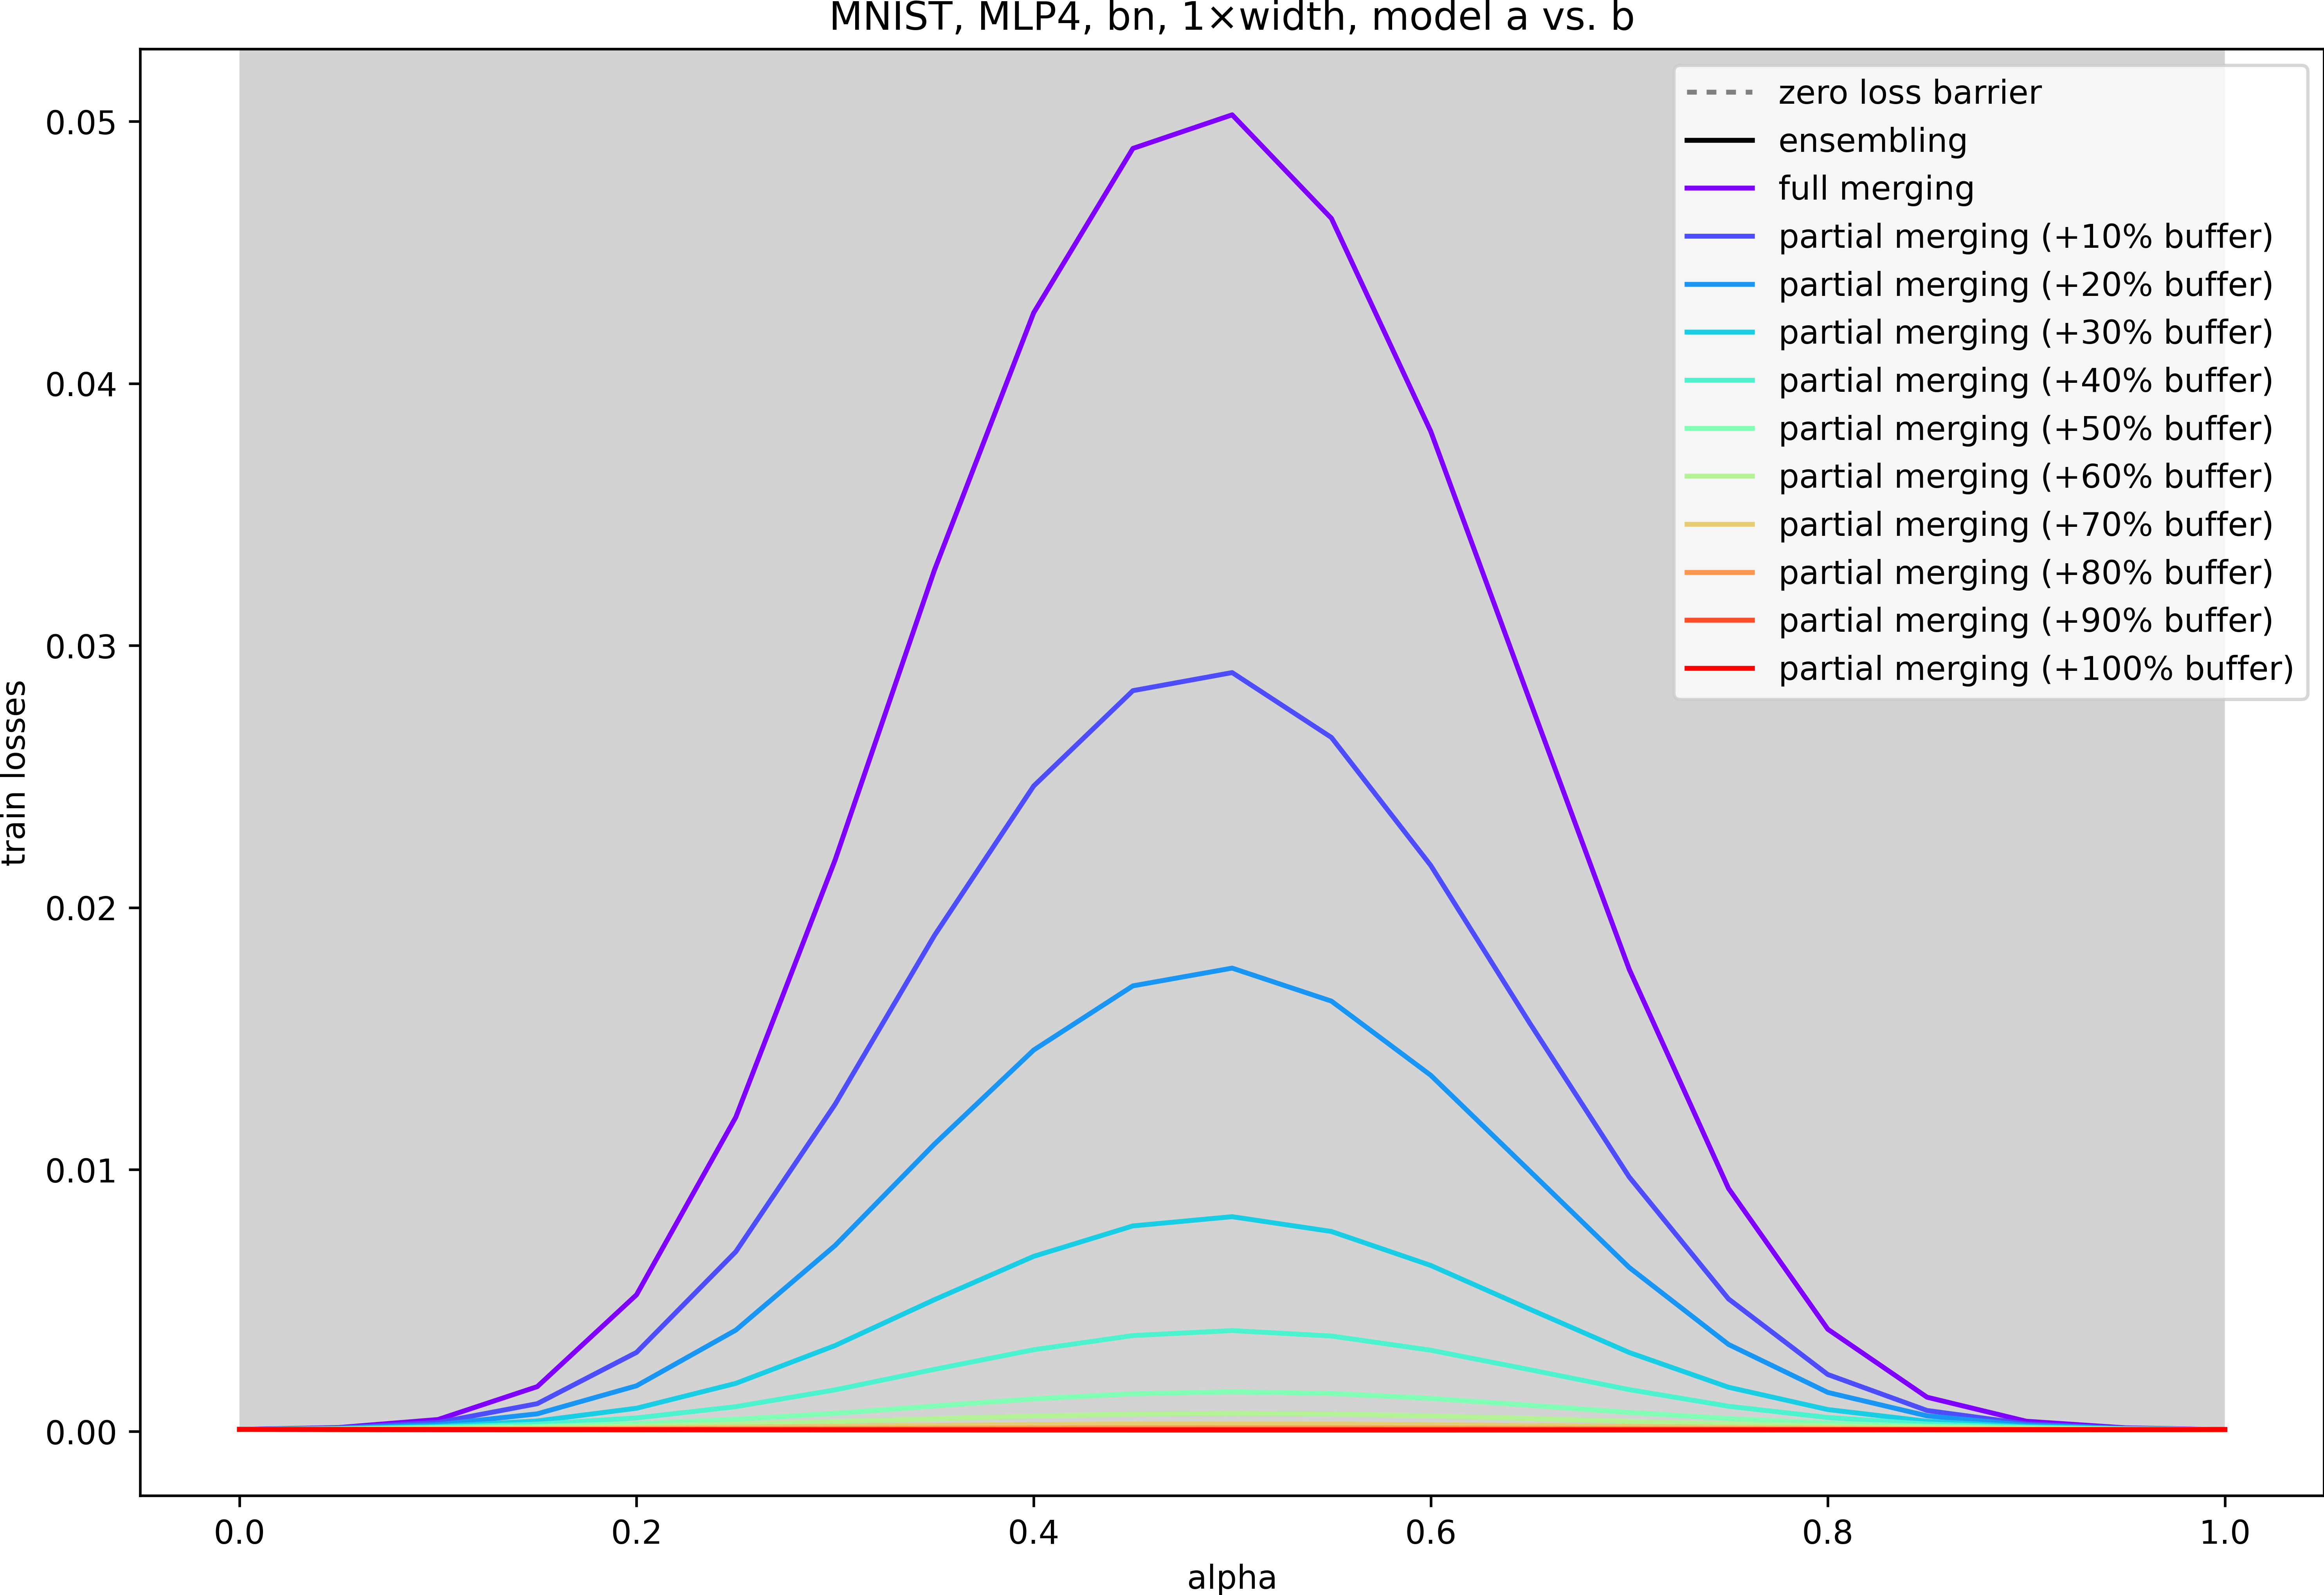 MNIST, MLP4, bn, 1×width, model a vs. b
zero loss barrier
ensembling
full merging
partial merging (+10% buffer)
partial merging (+20% buffer)
partial merging (+30% buffer)
partial merging (+40% buffer)
partial merging (+50% buffer)
partial merging (+60% buffer)
partial merging (+70% buffer)
partial merging (+80% buffer)
partial merging (+90% buffer)
partial merging (+100% buffer)
train losses
0.05
0.04
0.03
0.02
0.01
0.00
0.0 0.2 0.4 0.6 0.8 1.0
alpha